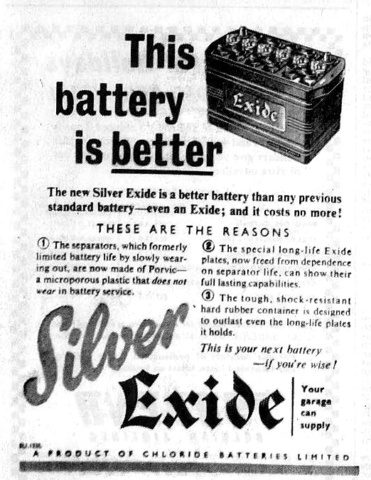 This
battery
is better
Exide
The new Silver Exide is a better battery than any previous
standard battery—even an Exide; and it costs no more!
THESE ARE THE REASONS
① The separators, which formerly
limited battery life by slowly wear-
ing out, are now made of Porvic—
a microporous plastic that does not
wear in battery service.
② The special long-life Exide
plates, now freed from dependence
on separator life, can show their
full lasting capabilities.
③ The tough, shock-resistant
hard rubber container is designed
to outlast even the long-life plates
it holds.
This is your next battery
—if you're wise!
Silver
Exide
Your
garage
can
supply
A PRODUCT OF CHLORIDE BATTERIES LIMITED